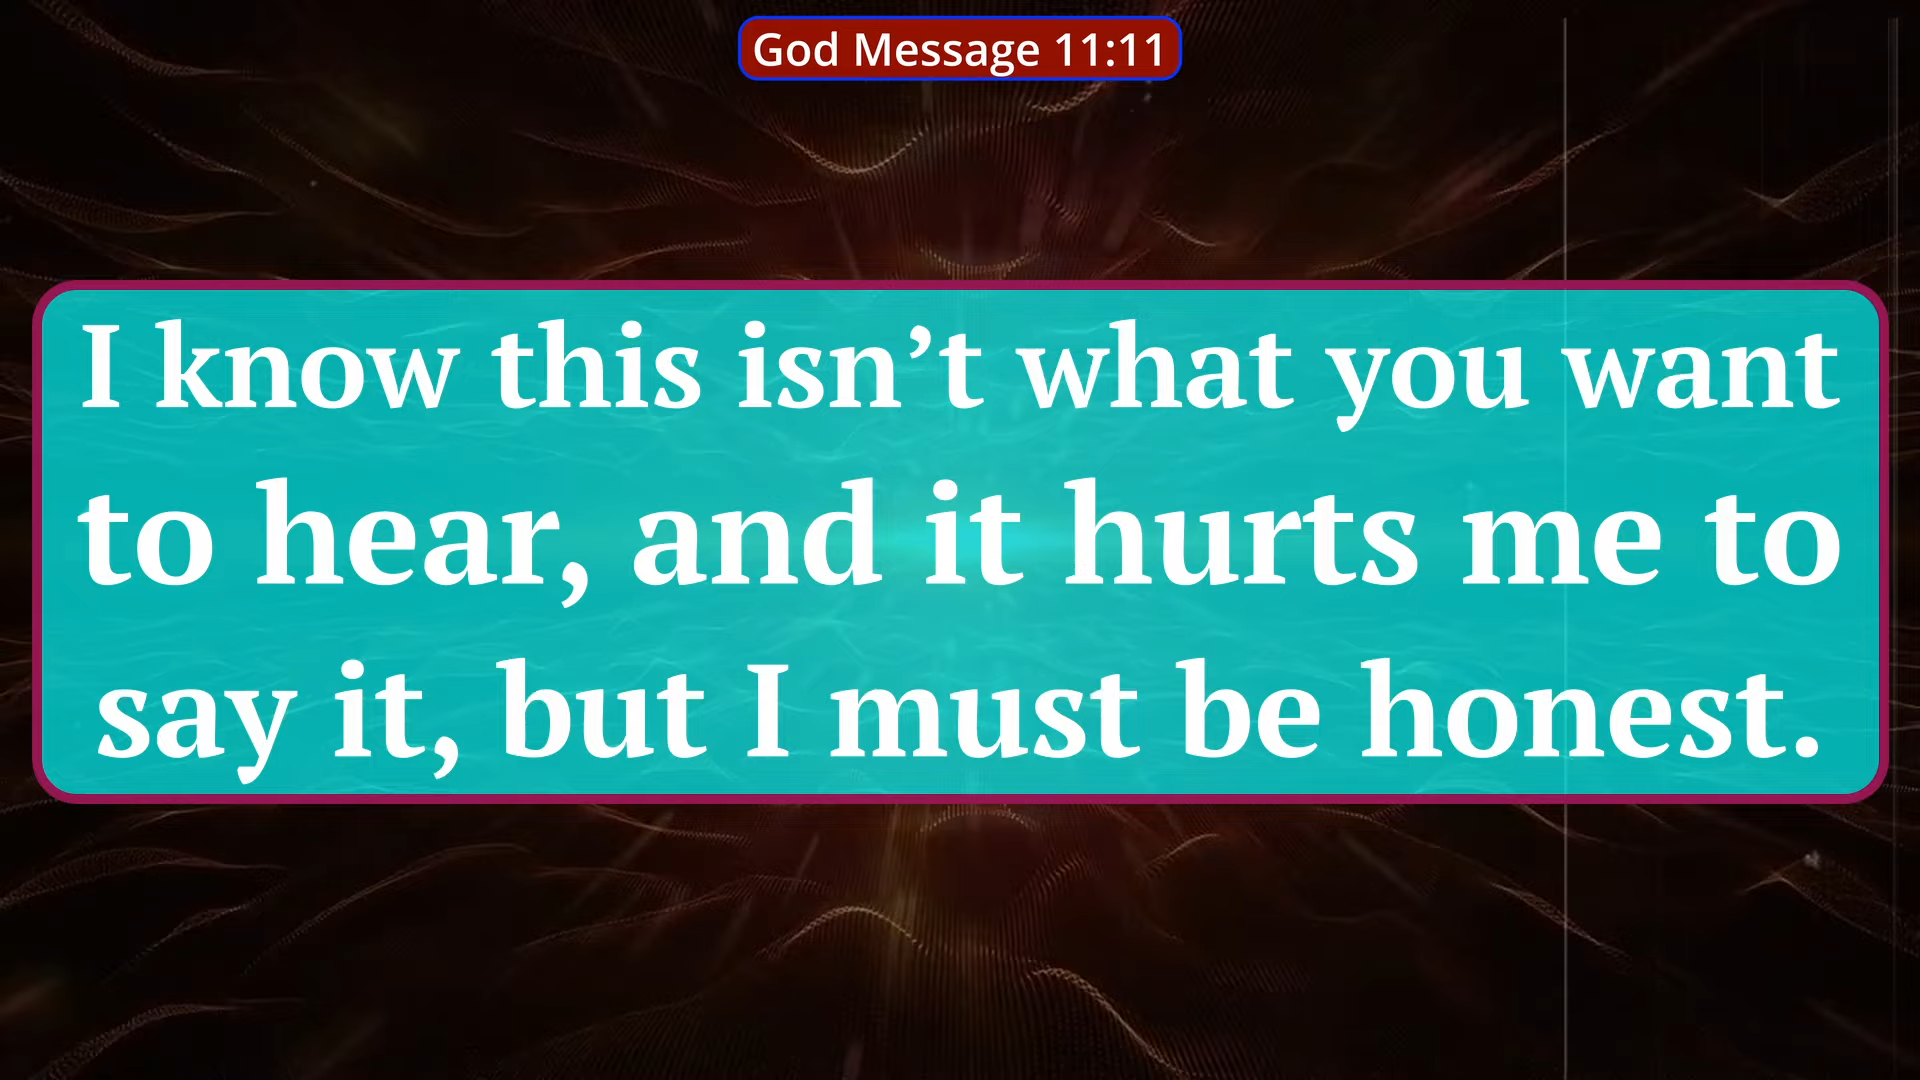 God Message 11:11
I know this isn’t what you want
to hear, and it hurts me to
say it, but I must be honest.